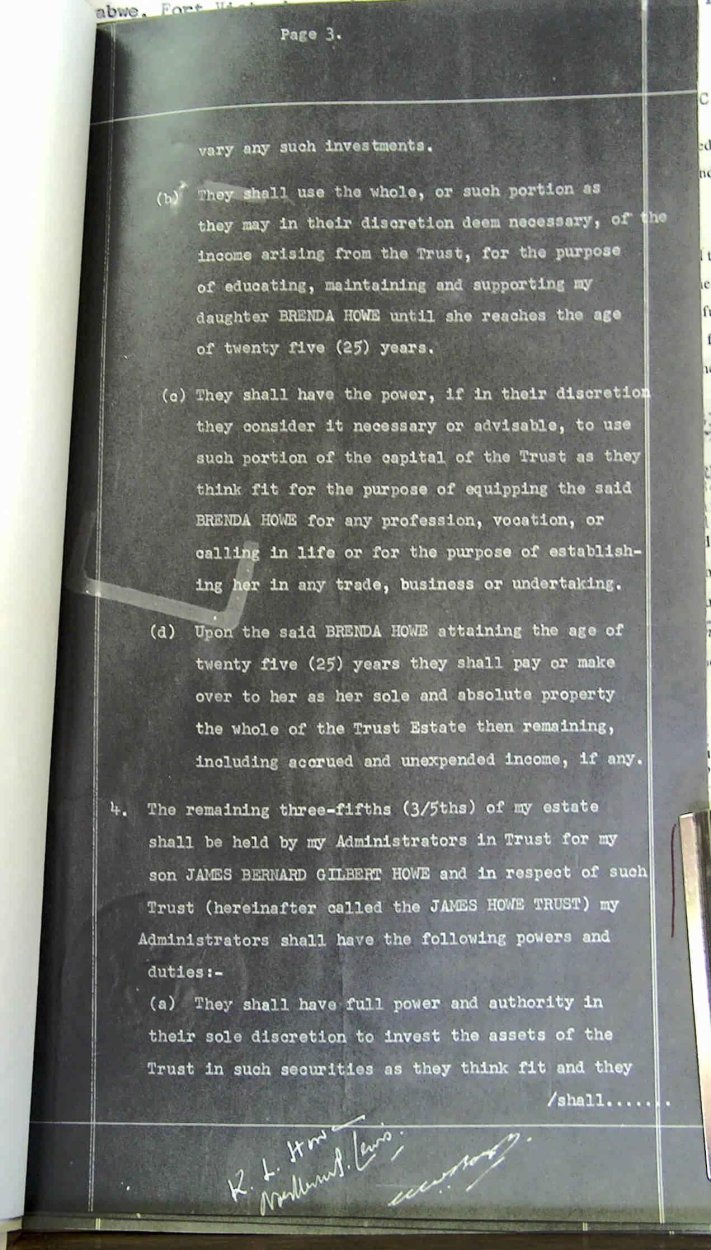 abwe. Fort
Page 3.
vary any such investments.
(b) They shall use the whole, or such portion as
they may in their discretion deem necessary, of the
income arising from the Trust, for the purpose
of educating, maintaining and supporting my
daughter BRENDA HOWE until she reaches the age
of twenty five (25) years.
(c) They shall have the power, if in their discretion
they consider it necessary or advisable, to use
such portion of the capital of the Trust as they
think fit for the purpose of equipping the said
BRENDA HOWE for any profession, vocation, or
calling in life or for the purpose of establish-
ing her in any trade, business or undertaking.
(d) Upon the said BRENDA HOWE attaining the age of
twenty five (25) years they shall pay or make
over to her as her sole and absolute property
the whole of the Trust Estate then remaining,
including accrued and unexpended income, if any.
4. The remaining three-fifths (3/5ths) of my estate
shall be held by my Administrators in Trust for my
son JAMES BERNARD GILBERT HOWE and in respect of such
Trust (hereinafter called the JAMES HOWE TRUST) my
Administrators shall have the following powers and
duties:-
(a) They shall have full power and authority in
their sole discretion to invest the assets of the
Trust in such securities as they think fit and they
/shall.......
K. L. Howe
Lewis.